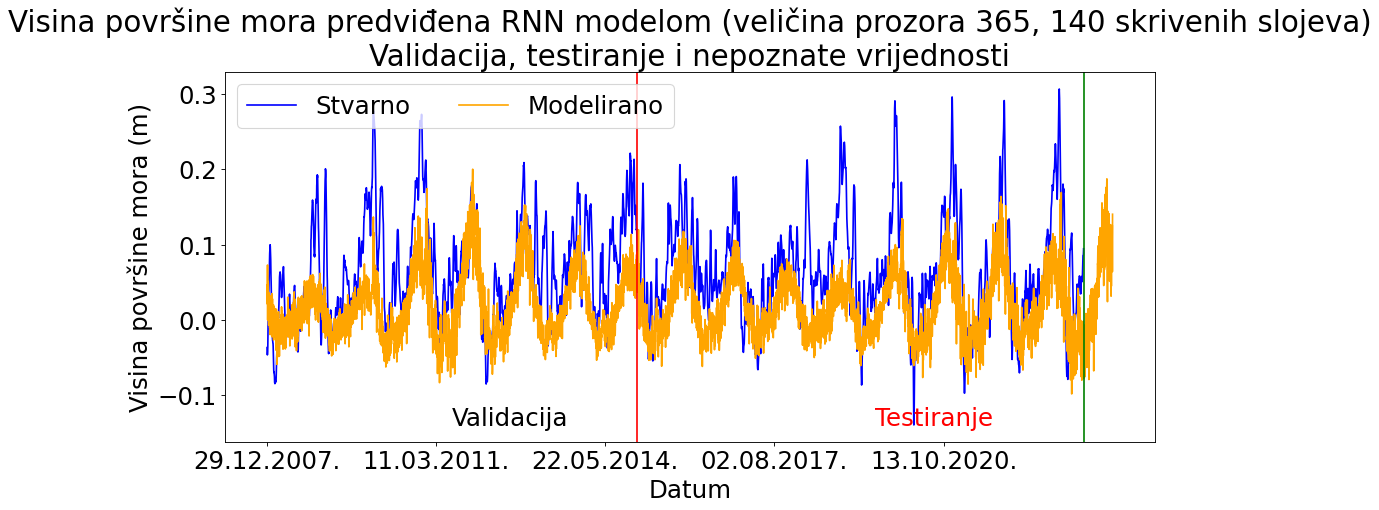 Visina površine mora predviđena RNN modelom (veličina prozora 365, 140 skrivenih slojeva)
Validacija, testiranje i nepoznate vrijednosti
Stvarno Modelirano
Visina površine mora (m)
0.3
0.2
0.1
0.0
−0.1
Validacija Testiranje
29.12.2007. 11.03.2011. 22.05.2014. 02.08.2017. 13.10.2020.
Datum